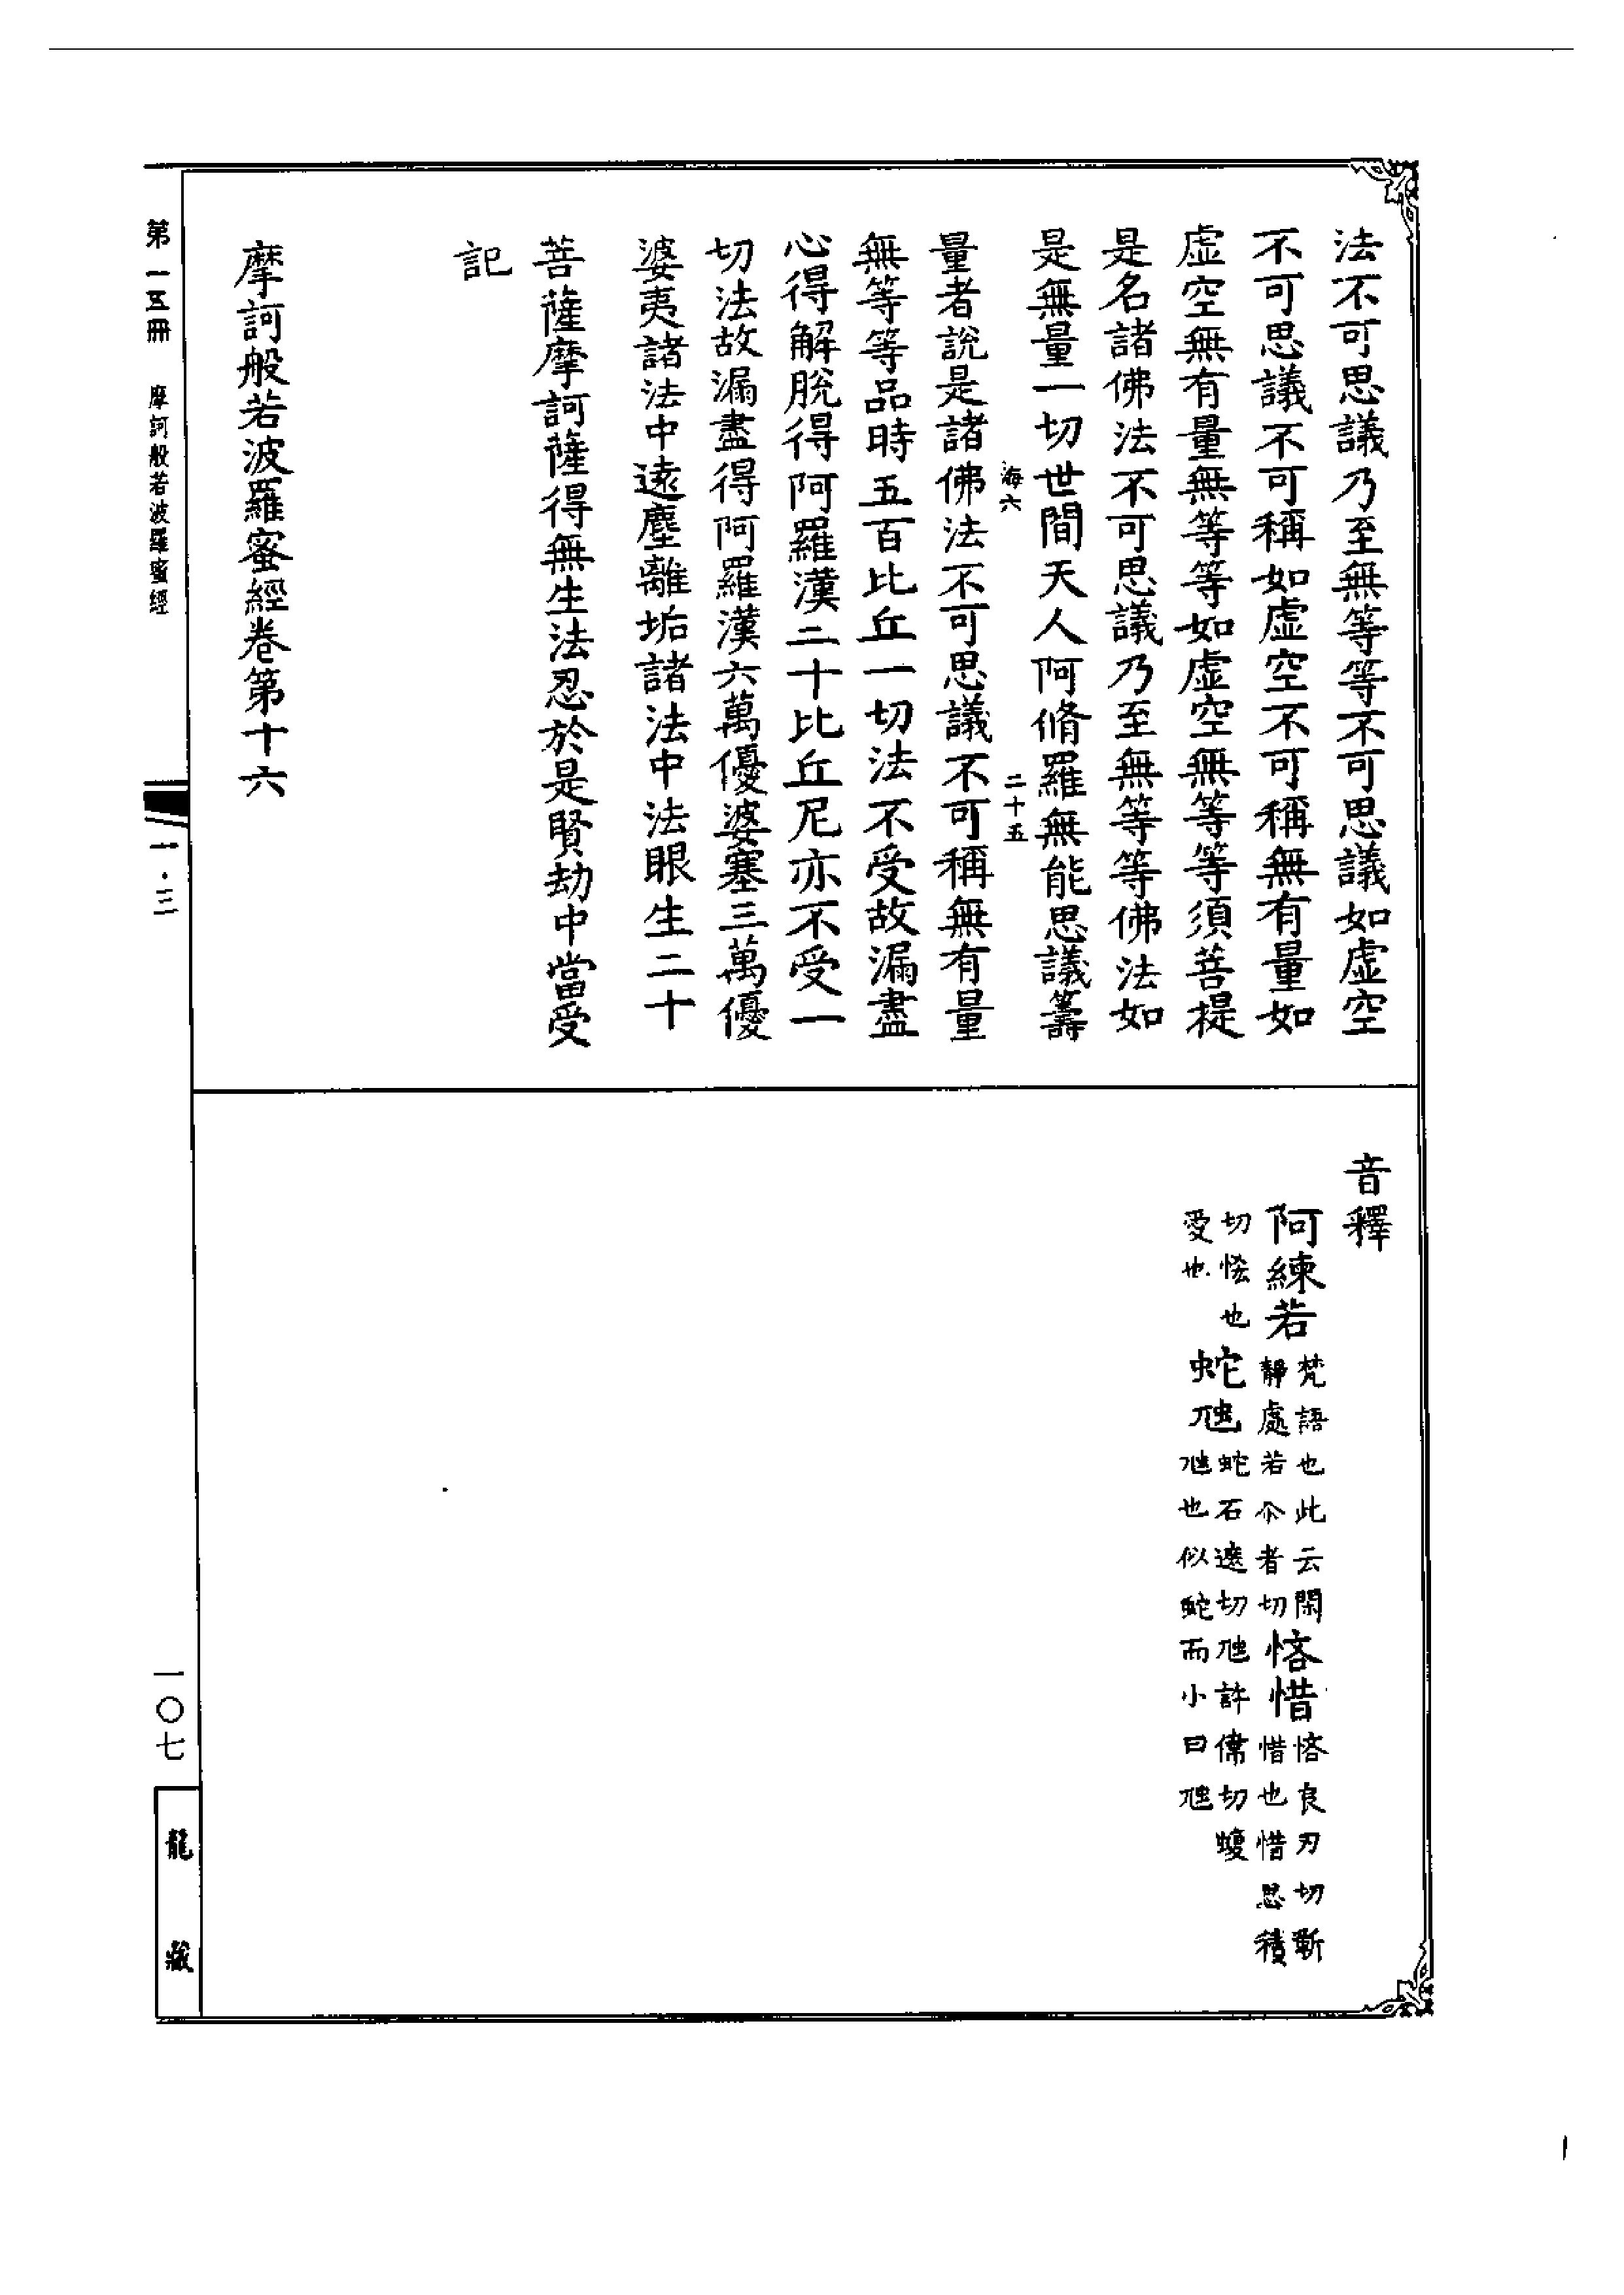 法不可思議乃至無等等不可思議如虛空
不可思議不可稱如虛空不可稱無有量如
虛空無有量無等等如虛空無等等須菩提
是名諸佛法不可思議乃至無等等佛法如
是無量一切世間天人阿脩羅無能思議籌
海六 二十五
量者說是諸佛法不可思議不可稱無有量
無等等品時五百比丘一切法不受故漏盡
心得解脫得阿羅漢二十比丘尼亦不受一
切法故漏盡得阿羅漢六萬優婆塞三萬優
婆夷諸法中遠塵離垢諸法中法眼生二十
菩薩摩訶薩得無生法忍於是賢劫中當受
記
摩訶般若波羅蜜經卷第十六
音釋
阿練若 梵語也此云閑靜處若尒者切 悋惜 悋良刃切慳惜也惜思積
切悋也愛也 蛇虺 蛇石遮切虺許偉切蝮虺也似蛇而小曰虺
第一五冊 摩訶般若波羅蜜經 一·三 一〇七 龍藏